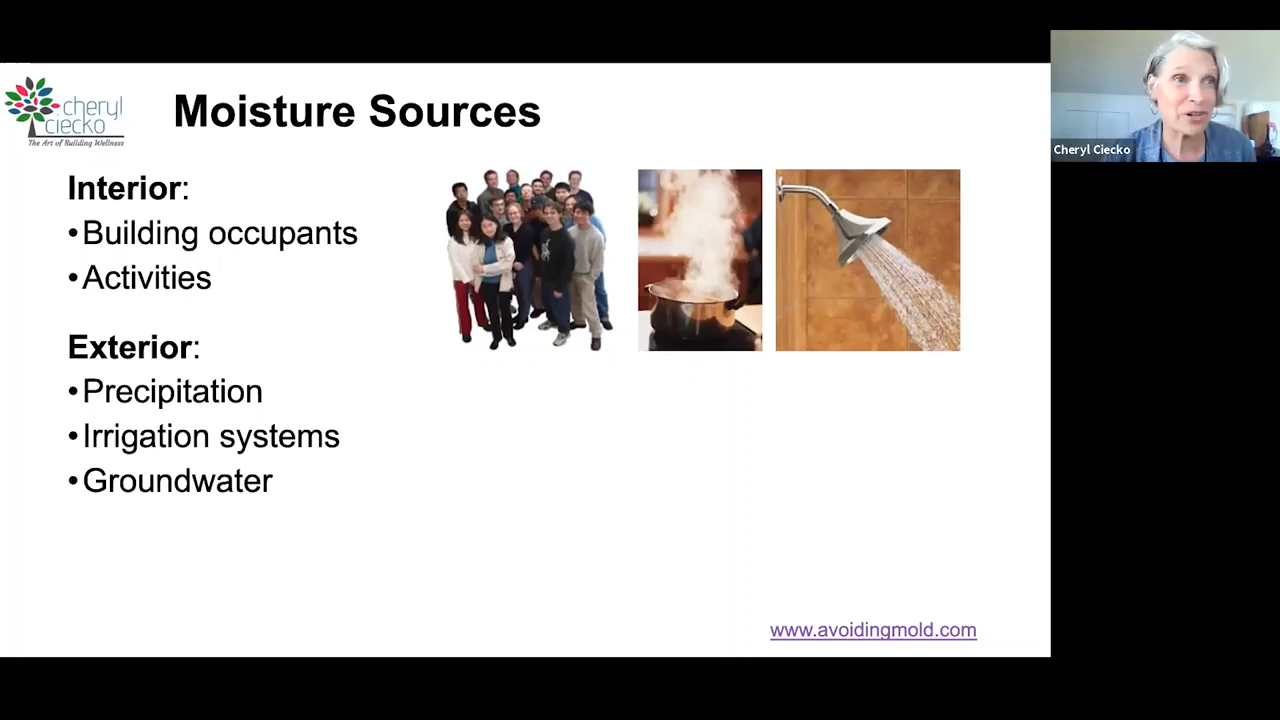 cheryl
ciecko
The Art of Building Wellness
Moisture Sources
Interior:
•Building occupants
•Activities
Exterior:
•Precipitation
•Irrigation systems
•Groundwater
www.avoidingmold.com
Cheryl Ciecko